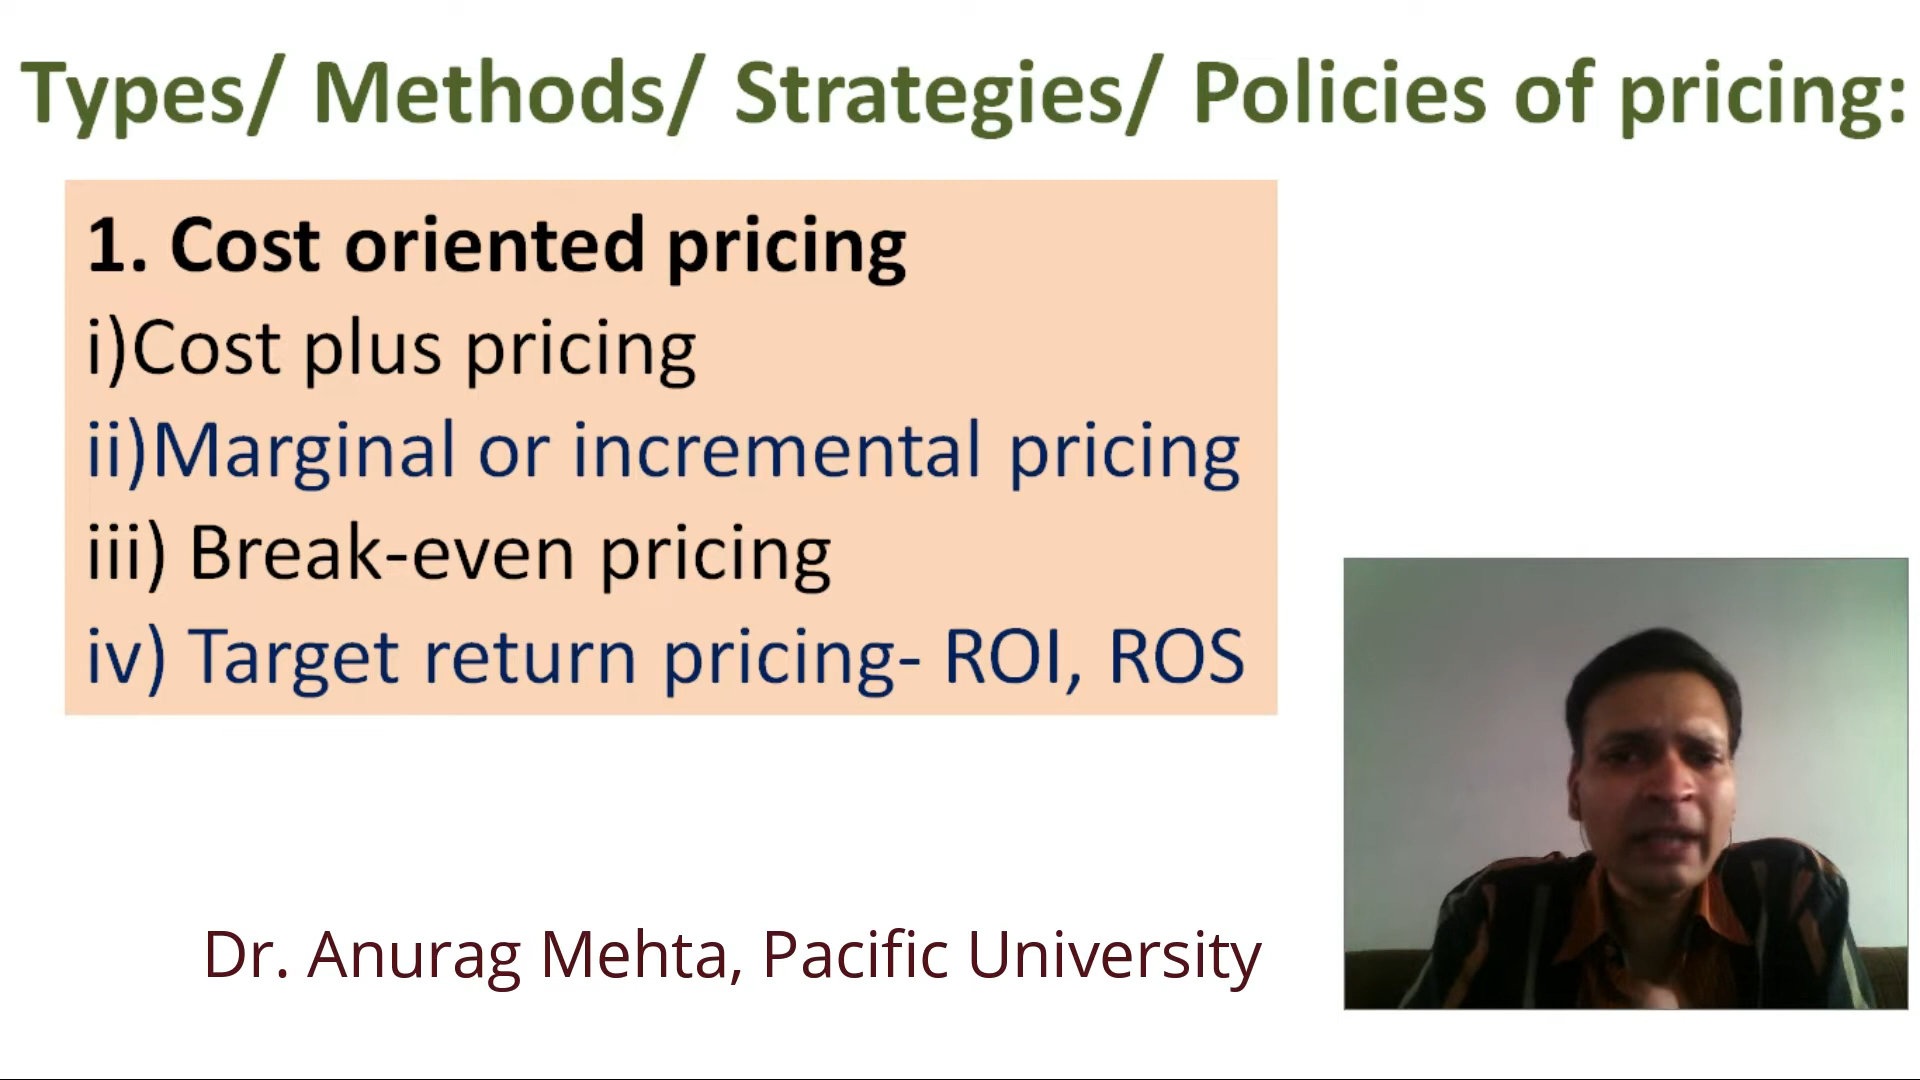 Types/ Methods/ Strategies/ Policies of pricing:
1. Cost oriented pricing
i)Cost plus pricing
ii)Marginal or incremental pricing
iii) Break-even pricing
iv) Target return pricing- ROI, ROS
Dr. Anurag Mehta, Pacific University